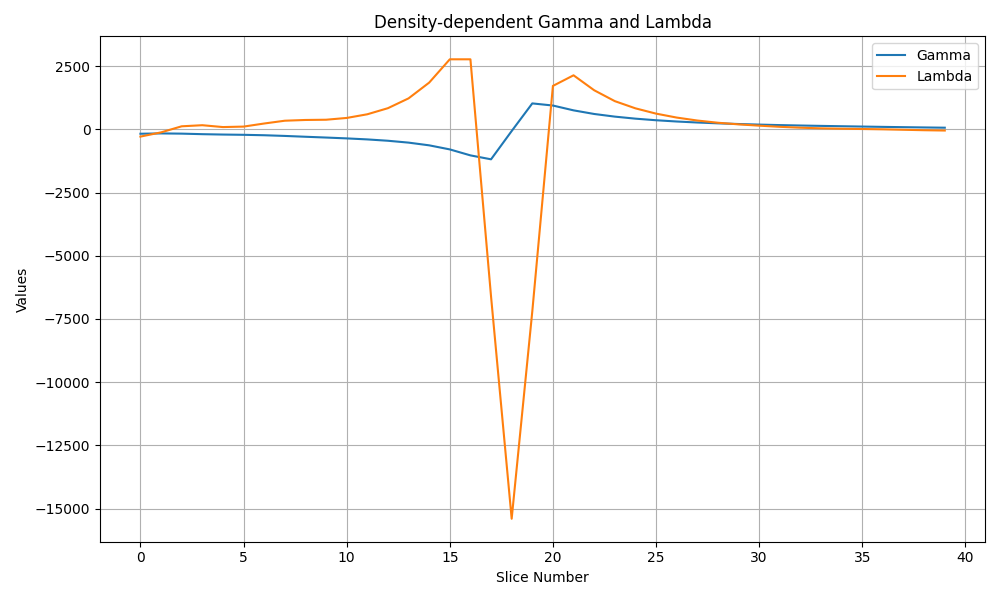 Density-dependent Gamma and Lambda
Gamma
Lambda
2500
0
−2500
−5000
−7500
−10000
−12500
−15000
Values
0 5 10 15 20 25 30 35 40
Slice Number